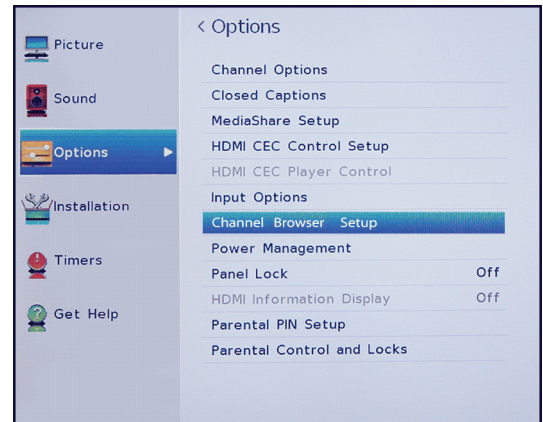 Picture
Sound
Options
Installation
Timers
Get Help
< Options
Channel Options
Closed Captions
MediaShare Setup
HDMI CEC Control Setup
HDMI CEC Player Control
Input Options
Channel Browser Setup
Power Management
Panel Lock Off
HDMI Information Display Off
Parental PIN Setup
Parental Control and Locks